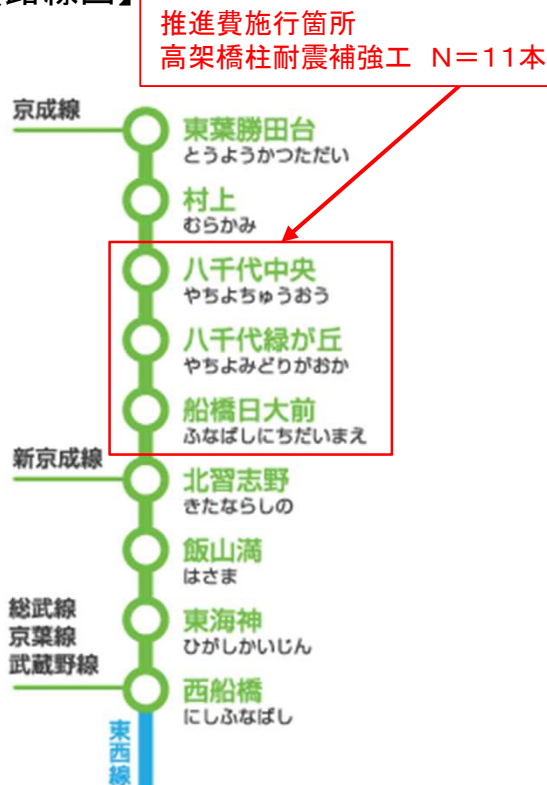 路線図】
推進費施行箇所
高架橋柱耐震補強工　N＝11本
京成線
東葉勝田台
とうようかつただい
村上
むらかみ
八千代中央
やちよちゅうおう
八千代緑が丘
やちよみどりがおか
船橋日大前
ふなばしにちだいまえ
新京成線
北習志野
きたならしの
飯山満
はさま
総武線
京葉線
武蔵野線
東海神
ひがしかいじん
西船橋
にしふなばし
東西線